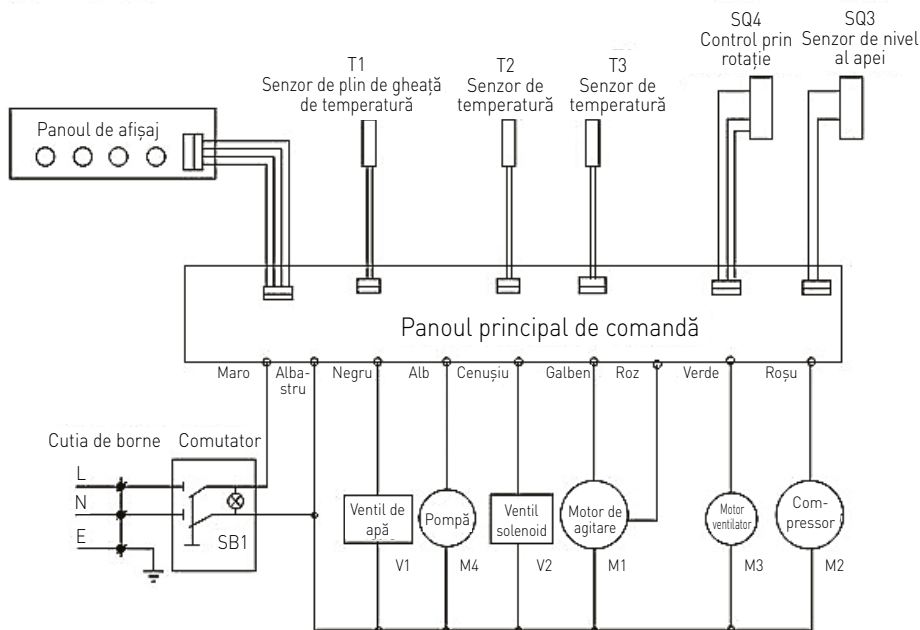 SQ4
Control prin
rotație
SQ3
Senzor de nivel
al apei
T1
Senzor de plin de gheață
de temperatură
T2
Senzor de
temperatură
T3
Senzor de
temperatură
Panoul de afișaj
Panoul principal de comandă
Maro
Alba-
stru
Negru
Alb
Cenușiu
Galben
Roz
Verde
Roșu
Cutia de borne
Comutator
L
N
E
SB1
Ventil de
apă
V1
Pompă
M4
Ventil
solenoid
V2
Motor de
agitare
M1
Motor
ventilator
M3
Com-
pressor
M2